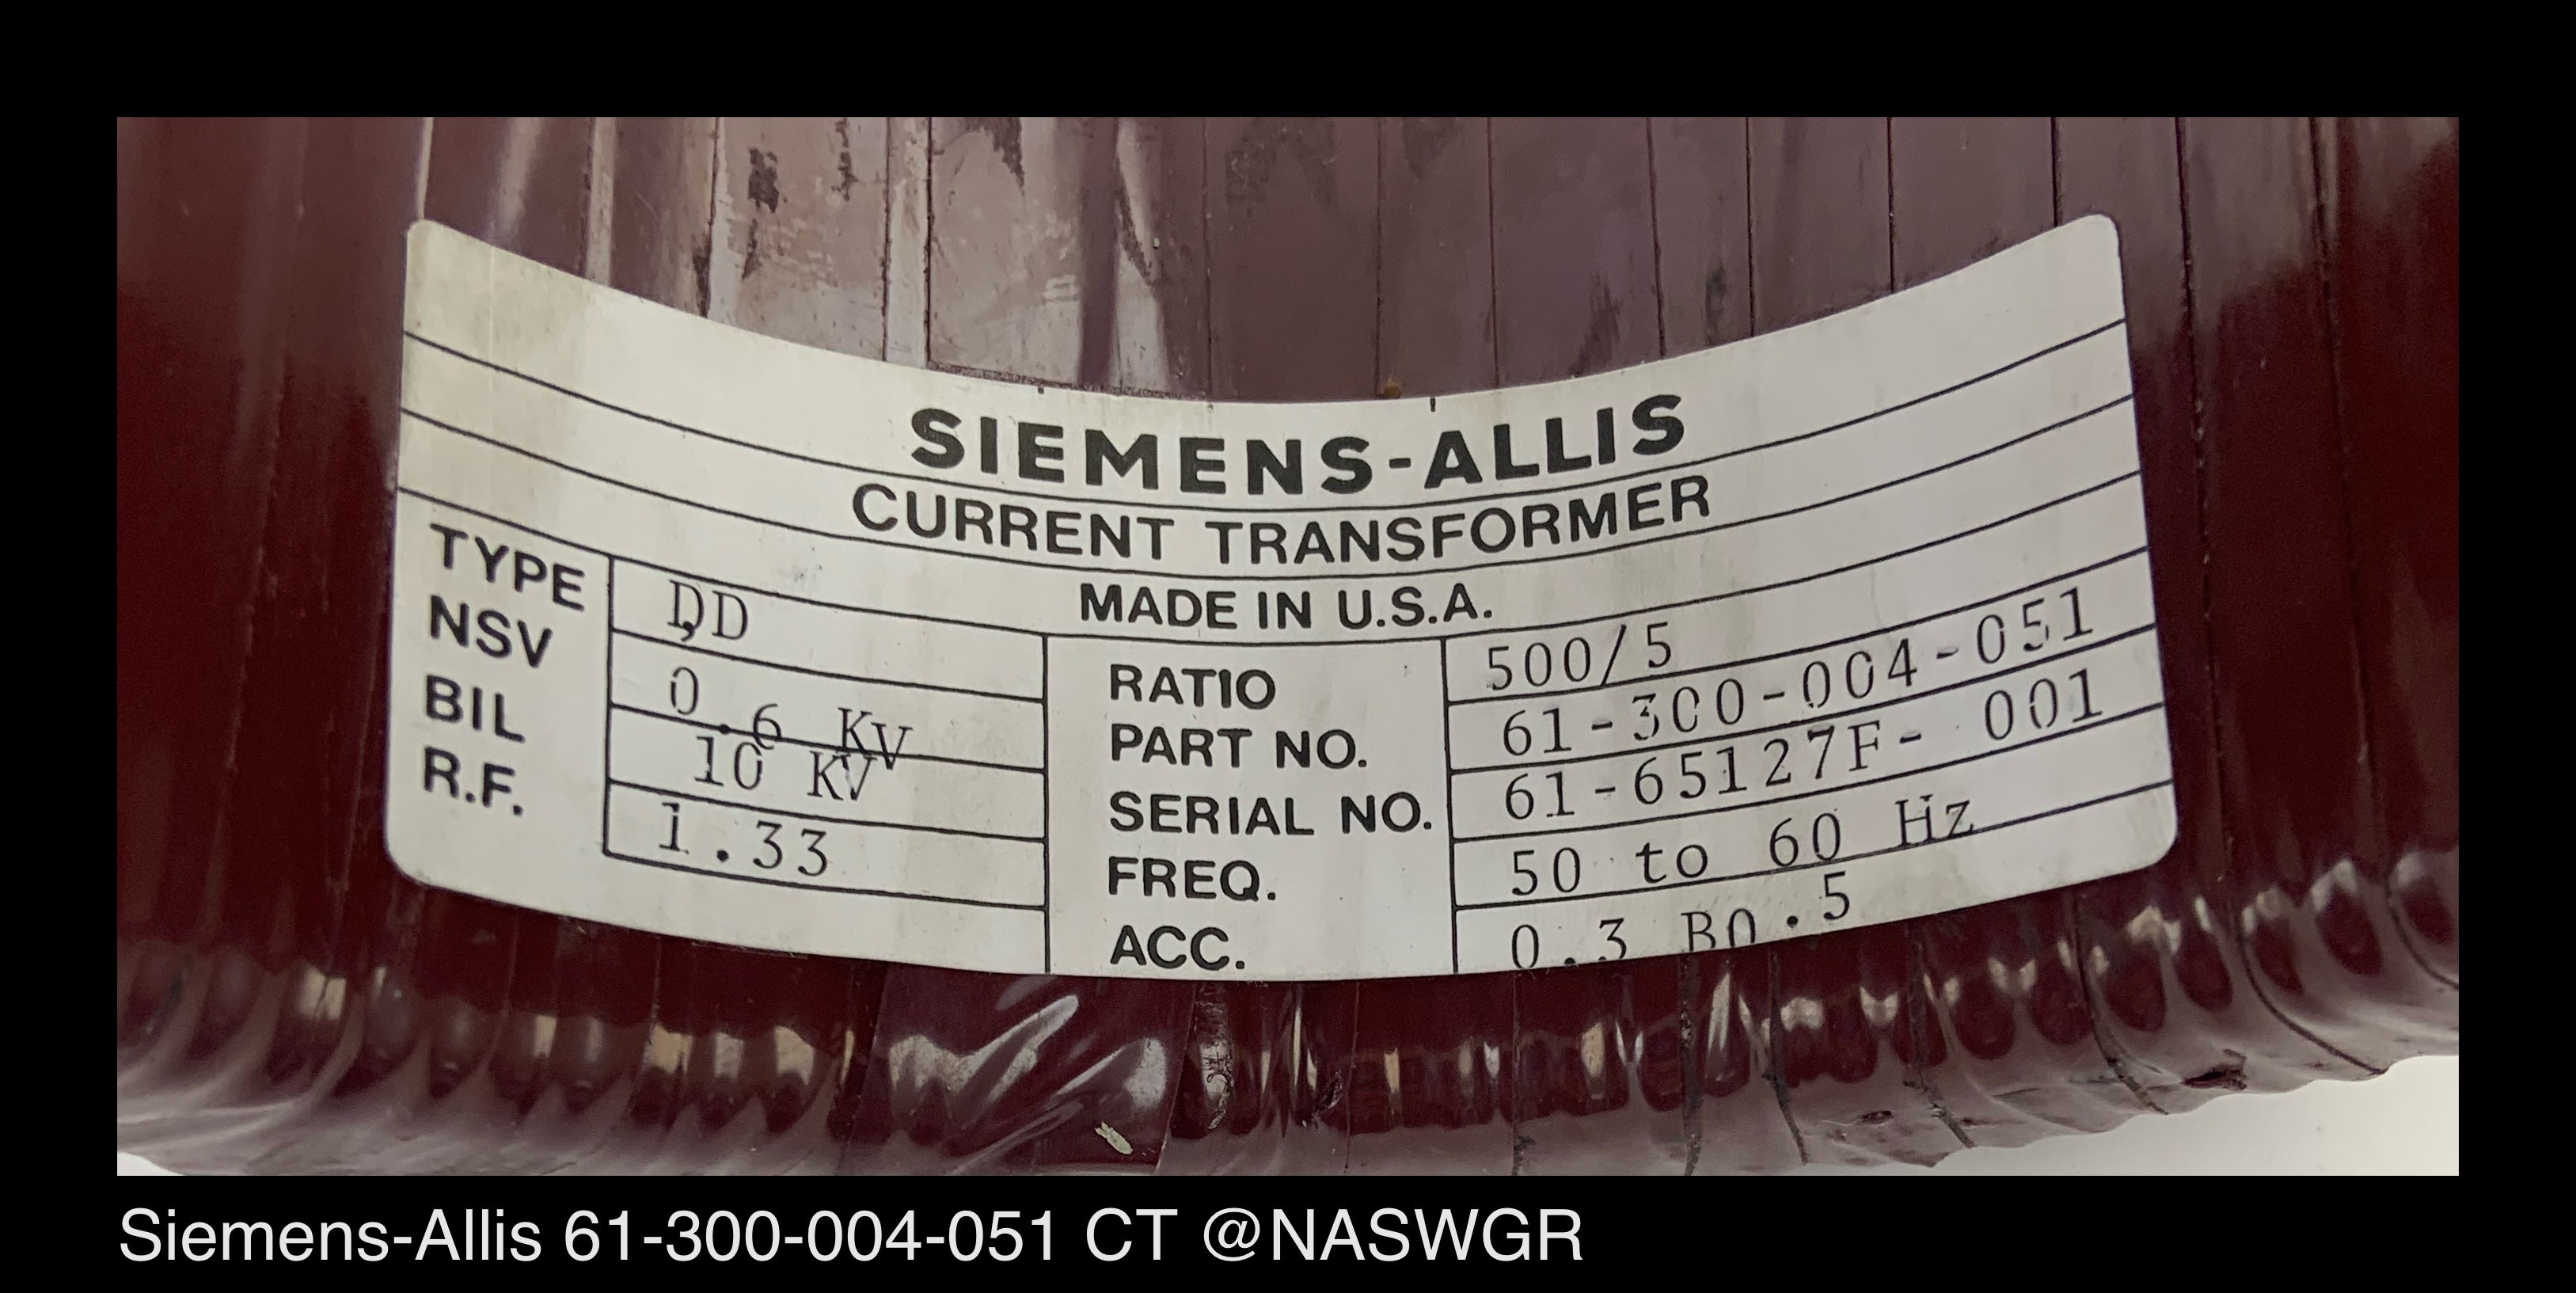 SIEMENS-ALLIS
CURRENT TRANSFORMER
MADE IN U.S.A.
TYPE DD
NSV 0.6 KV
BIL 10 KV
R.F. 1.33
RATIO 500/5
PART NO. 61-300-004-051
SERIAL NO. 61-65127F- 001
FREQ. 50 to 60 Hz
ACC. 0.3 B0.5
Siemens-Allis 61-300-004-051 CT @NASWGR